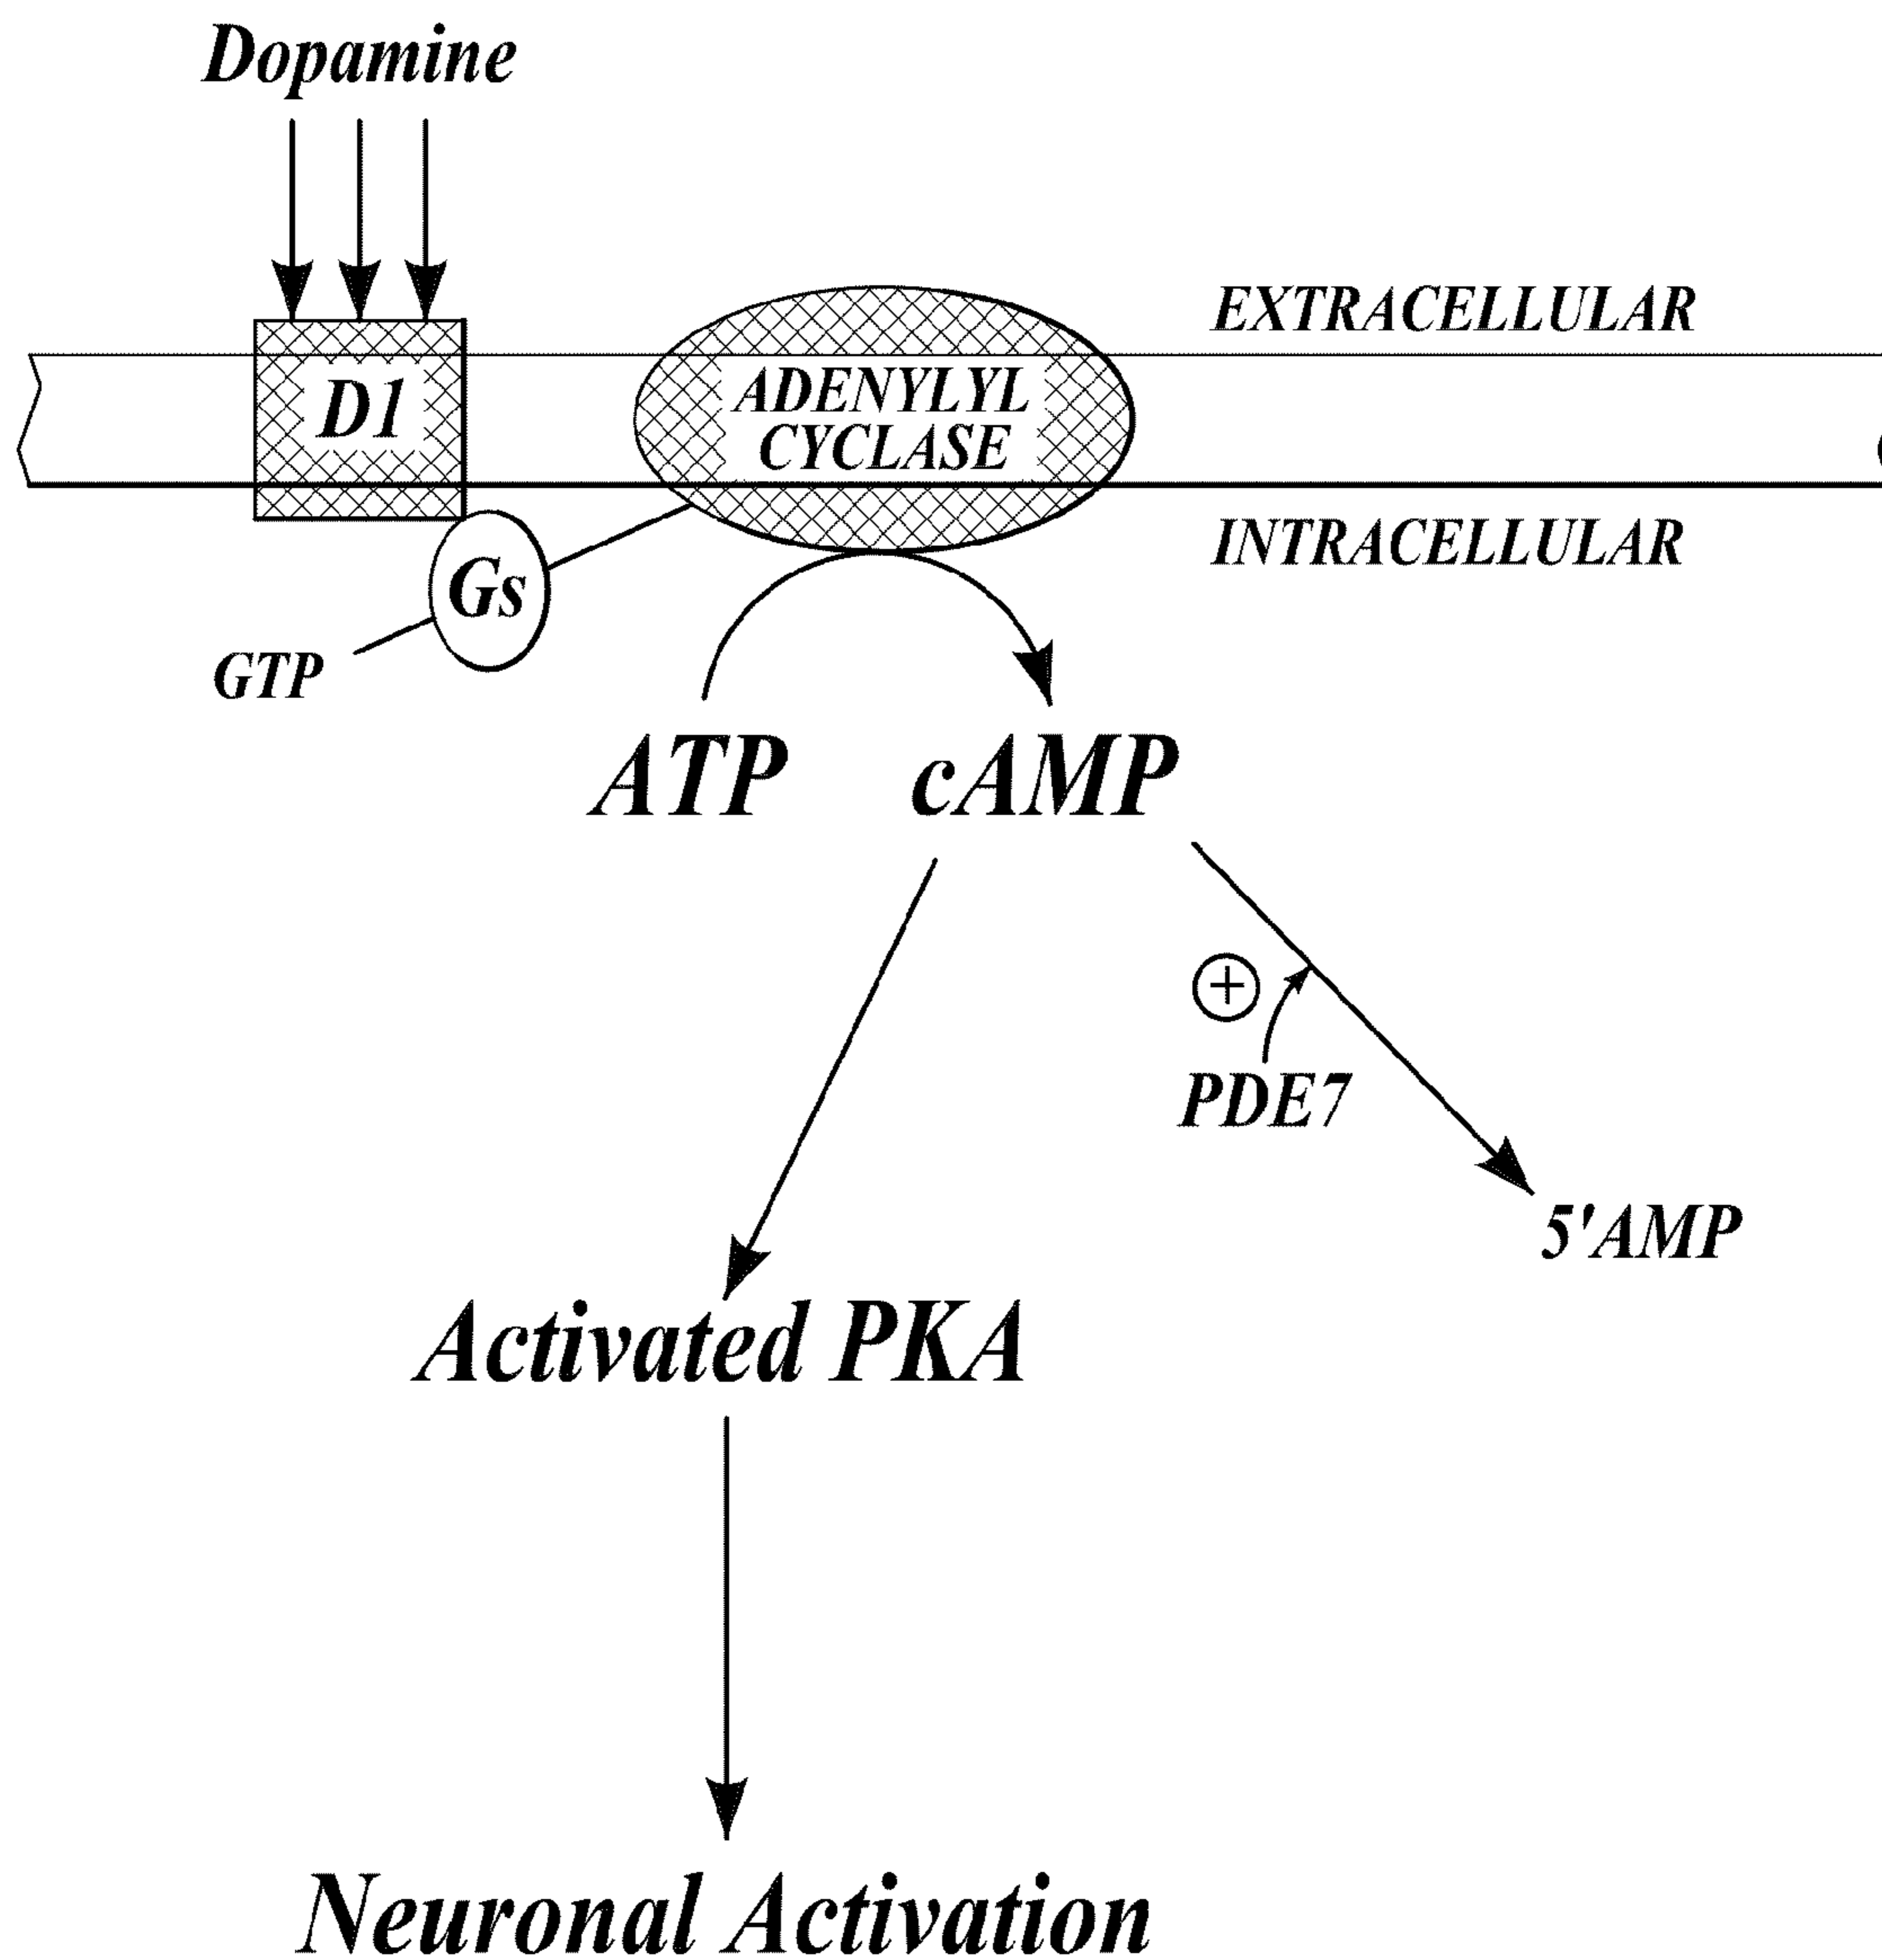 Dopamine
EXTRACELLULAR
D1
ADENYLYL
CYCLASE
INTRACELLULAR
Gs
GTP
ATP cAMP
+
PDE7
5'AMP
Activated PKA
Neuronal Activation